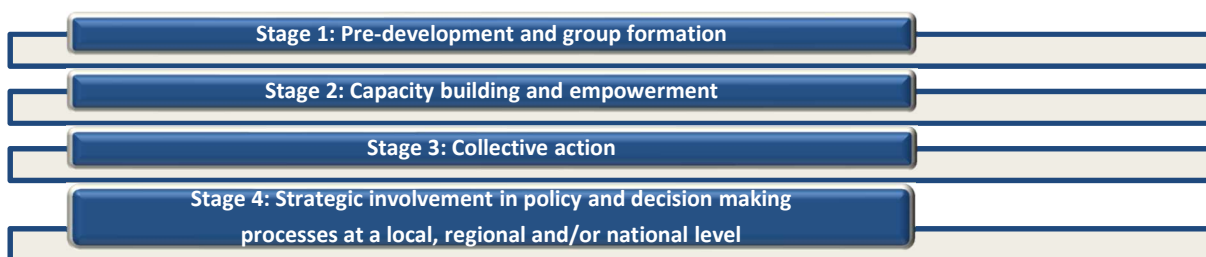 Stage 1: Pre-development and group formation
Stage 2: Capacity building and empowerment
Stage 3: Collective action
Stage 4: Strategic involvement in policy and decision making
processes at a local, regional and/or national level